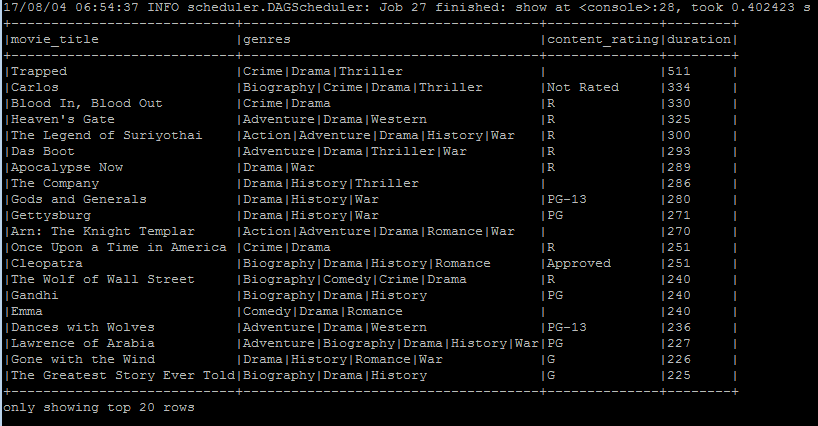 17/08/04 06:54:37 INFO scheduler.DAGScheduler: Job 27 finished: show at <console>:28, took 0.402423 s
+-----------------------------+--------------------------------------+--------------+--------+
|movie_title                  |genres                                |content_rating|duration|
+-----------------------------+--------------------------------------+--------------+--------+
|Trapped                      |Crime|Drama|Thriller                  |              |511     |
|Carlos                       |Biography|Crime|Drama|Thriller        |Not Rated     |334     |
|Blood In, Blood Out          |Crime|Drama                           |R             |330     |
|Heaven's Gate                |Adventure|Drama|Western               |R             |325     |
|The Legend of Suriyothai     |Action|Adventure|Drama|History|War    |R             |300     |
|Das Boot                     |Adventure|Drama|Thriller|War          |R             |293     |
|Apocalypse Now               |Drama|War                             |R             |289     |
|The Company                  |Drama|History|Thriller                |              |286     |
|Gods and Generals            |Drama|History|War                     |PG-13         |280     |
|Gettysburg                   |Drama|History|War                     |PG            |271     |
|Arn: The Knight Templar      |Action|Adventure|Drama|Romance|War    |              |270     |
|Once Upon a Time in America  |Crime|Drama                           |R             |251     |
|Cleopatra                    |Biography|Drama|History|Romance       |Approved      |251     |
|The Wolf of Wall Street      |Biography|Comedy|Crime|Drama          |R             |240     |
|Gandhi                       |Biography|Drama|History               |PG            |240     |
|Emma                         |Comedy|Drama|Romance                  |              |240     |
|Dances with Wolves           |Adventure|Drama|Western               |PG-13         |236     |
|Lawrence of Arabia           |Adventure|Biography|Drama|History|War |PG            |227     |
|Gone with the Wind           |Drama|History|Romance|War             |G             |226     |
|The Greatest Story Ever Told |Biography|Drama|History               |G             |225     |
+-----------------------------+--------------------------------------+--------------+--------+
only showing top 20 rows